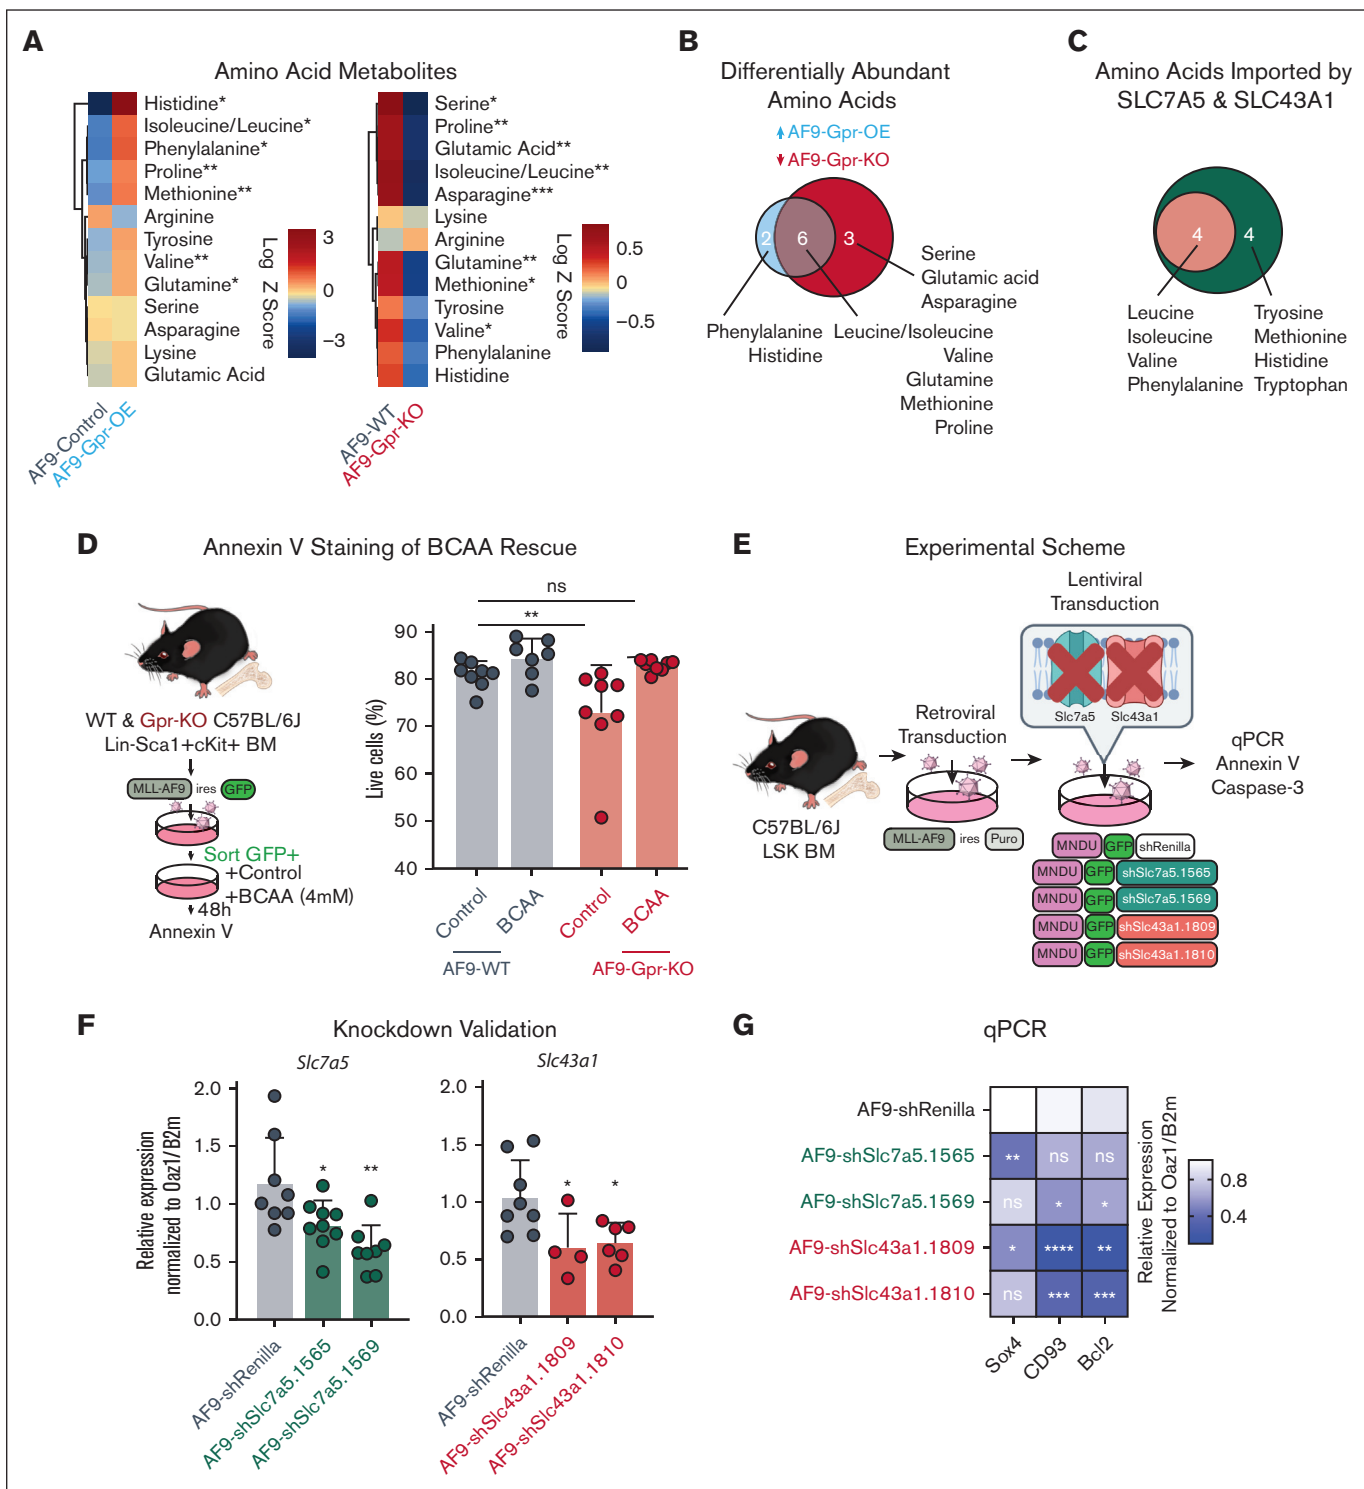 A
Amino Acid Metabolites
Histidine*
Isoleucine/Leucine*
Phenylalanine*
Proline**
Methionine**
Arginine
Tyrosine
Valine**
Glutamine*
Serine
Asparagine
Lysine
Glutamic Acid
3
0
−3
Log Z Score
AF9-Control
AF9-Gpr-OE
Serine*
Proline**
Glutamic Acid**
Isoleucine/Leucine**
Asparagine***
Lysine
Arginine
Glutamine**
Methionine*
Tyrosine
Valine*
Phenylalanine
Histidine
0.5
0
−0.5
Log Z Score
AF9-WT
AF9-Gpr-KO
B
Differentially Abundant
Amino Acids
AF9-Gpr-OE
AF9-Gpr-KO
2
6
3
Serine
Glutamic acid
Asparagine
Phenylalanine
Histidine
Leucine/Isoleucine
Valine
Glutamine
Methionine
Proline
C
Amino Acids Imported by
SLC7A5 & SLC43A1
4
4
Leucine
Isoleucine
Valine
Phenylalanine
Tryosine
Methionine
Histidine
Tryptophan
D
Annexin V Staining of BCAA Rescue
WT & Gpr-KO C57BL/6J
Lin-Sca1+cKit+ BM
MLL-AF9 ires GFP
Sort GFP+
+Control
+BCAA (4mM)
48h
Annexin V
ns
**
Live cells (%)
90
80
70
60
50
40
Control
BCAA
Control
BCAA
AF9-WT
AF9-Gpr-KO
E
Experimental Scheme
Lentiviral
Transduction
Slc7a5
Slc43a1
Retroviral
Transduction
qPCR
Annexin V
Caspase-3
C57BL/6J
LSK BM
MLL-AF9 ires Puro
MNDU GFP shRenilla
MNDU GFP shSlc7a5.1565
MNDU GFP shSlc7a5.1569
MNDU GFP shSlc43a1.1809
MNDU GFP shSlc43a1.1810
F
Knockdown Validation
Slc7a5
Relative expression
normalized to Oaz1/B2m
2.0
1.5
1.0
0.5
0.0
*
**
AF9-shRenilla
AF9-shSlc7a5.1565
AF9-shSlc7a5.1569
Slc43a1
2.0
1.5
1.0
0.5
0.0
*
*
AF9-shRenilla
AF9-shSlc43a1.1809
AF9-shSlc43a1.1810
G
qPCR
AF9-shRenilla
AF9-shSlc7a5.1565
** ns ns
AF9-shSlc7a5.1569
ns * *
AF9-shSlc43a1.1809
* **** **
AF9-shSlc43a1.1810
ns *** ***
Sox4
CD93
Bcl2
Relative Expression
Normalized to Oaz1/B2m
0.8
0.4